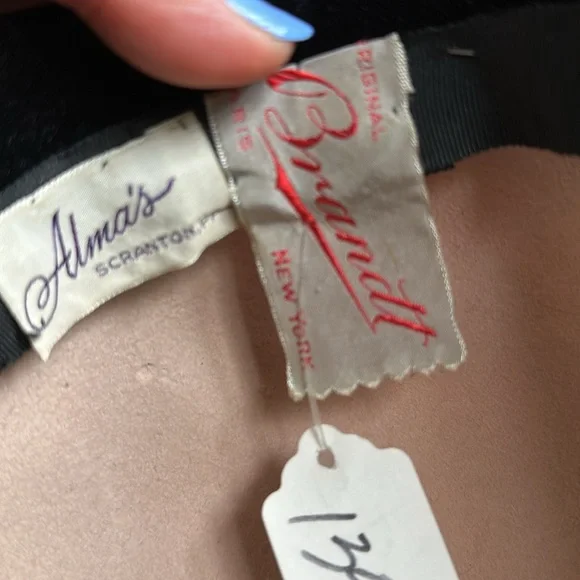 Alma's
SCRANTON, PA
ORIGINAL
Brandt
PARIS
NEW YORK